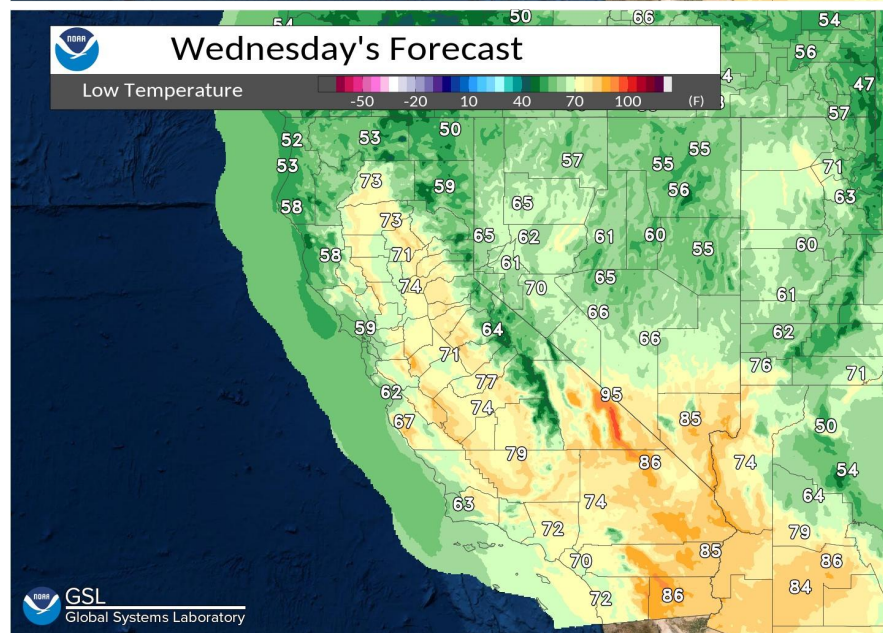 54 50 66 54
NOAA
Wednesday's Forecast
56
Low Temperature
-50 -20 10 40 70 100 (F)
47
57
52 53 50
53 57 55 55 71
73 59 56 63
58 65
73 65 62 61 60 60
58 71 61 55
74 70 65 61
59 64 66 66 62
71 76 71
77 95
62 74 85 50
67
79 86 74 54
63 74 64
72 79
70 85 86
72 86 84
NOAA
GSL
Global Systems Laboratory